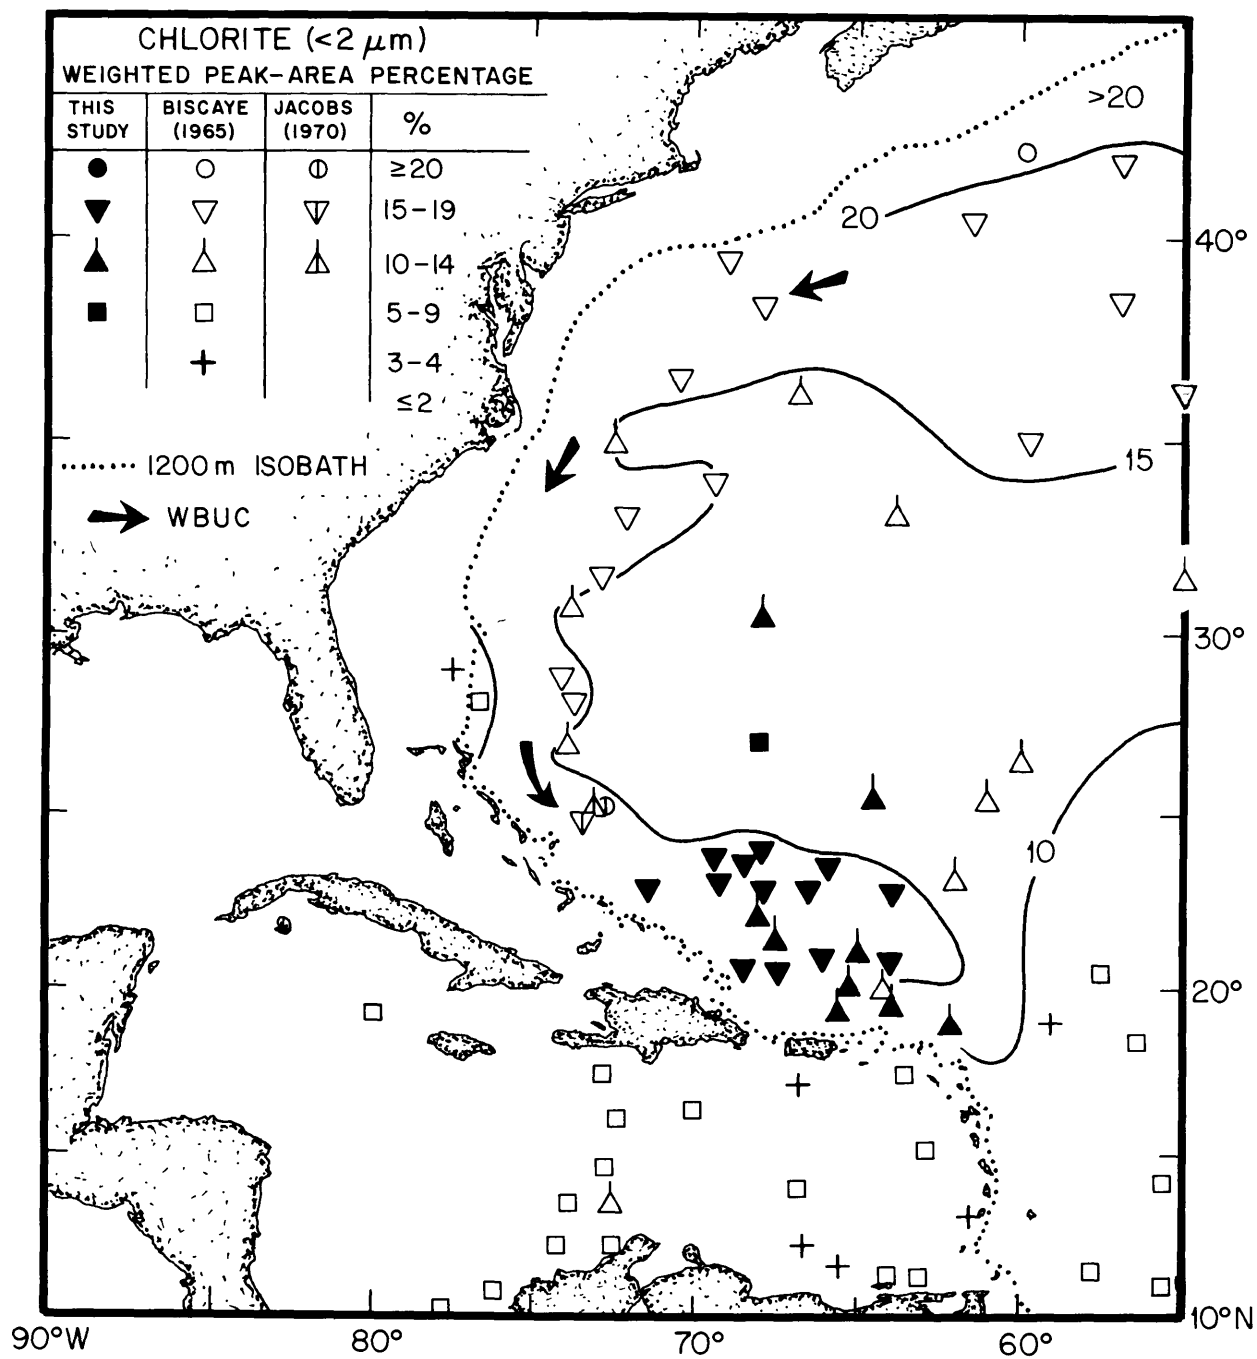 CHLORITE (<2 μm)
WEIGHTED PEAK-AREA PERCENTAGE
THIS STUDY BISCAYE (1965) JACOBS (1970) %
≥20
15-19
10-14
5-9
3-4
≤2
1200m ISOBATH
WBUC
>20
20
40°
15
30°
10
20°
10°N
90°W 80° 70° 60°